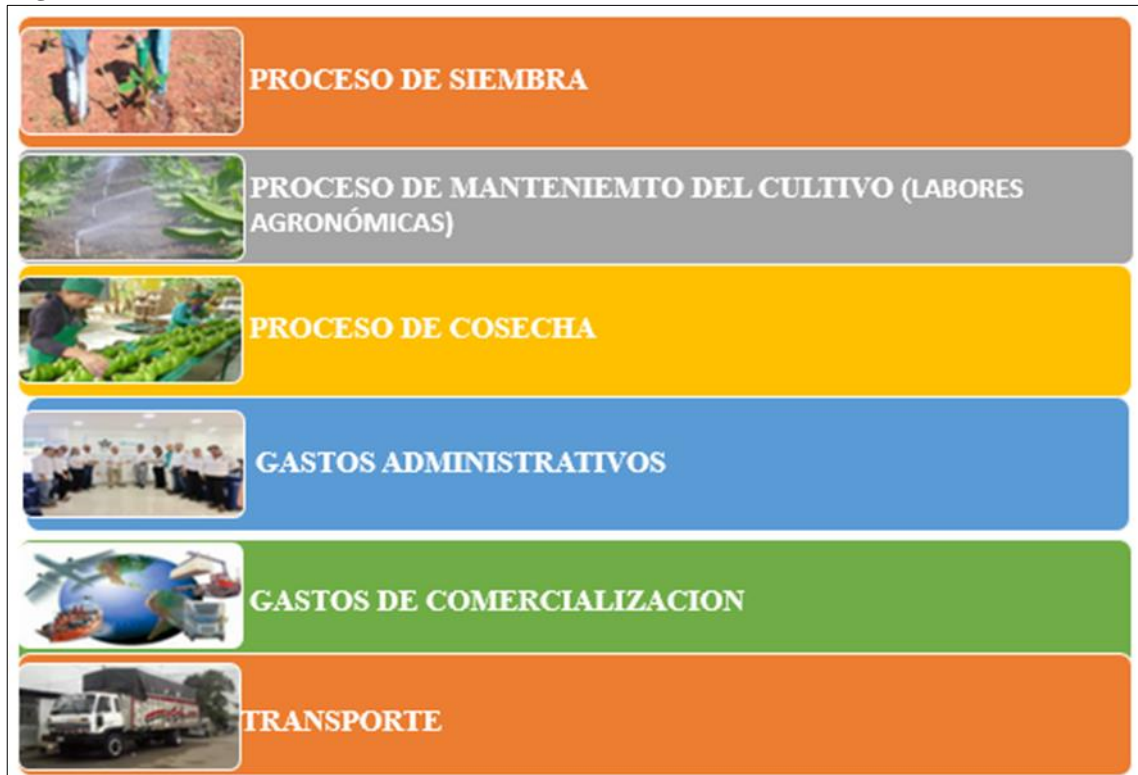 PROCESO DE SIEMBRA
PROCESO DE MANTENIEMTO DEL CULTIVO (LABORES
AGRONÓMICAS)
PROCESO DE COSECHA
GASTOS ADMINISTRATIVOS
GASTOS DE COMERCIALIZACION
TRANSPORTE